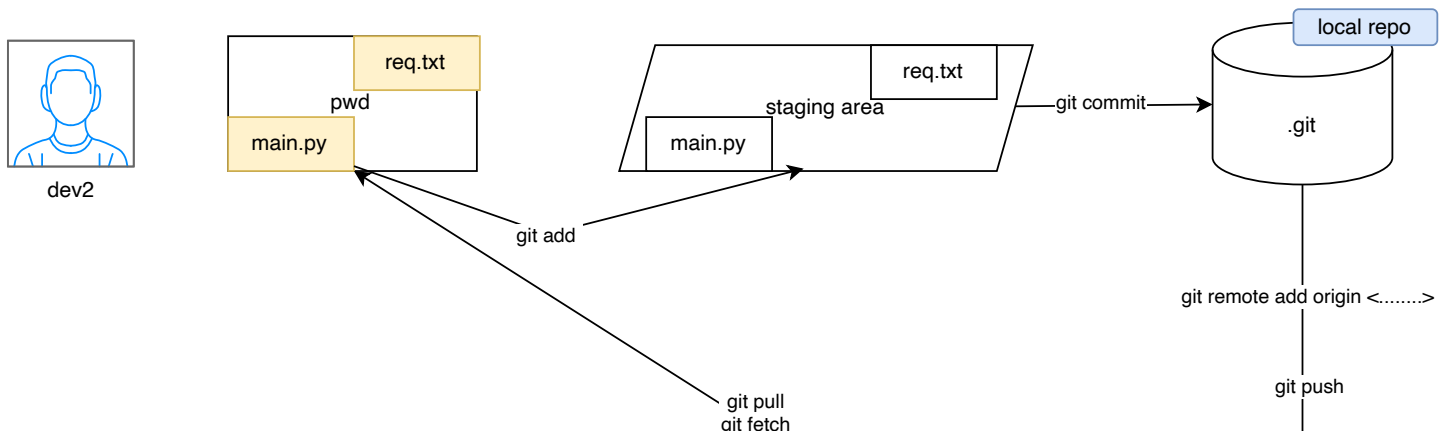 local repo
req.txt
req.txt
pwd
staging area
git commit
.git
main.py
main.py
dev2
git add
git remote add origin <........>
git push
git pull
git fetch